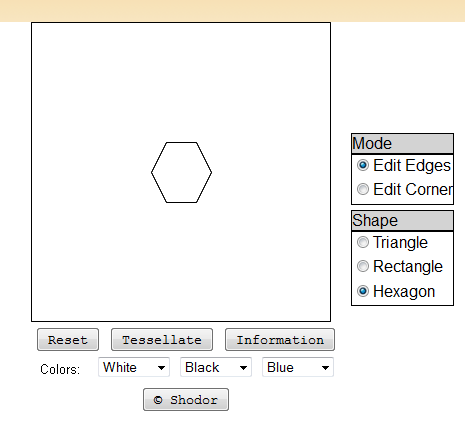 Mode
Edit Edges
Edit Corner
Shape
Triangle
Rectangle
Hexagon
Reset Tessellate Information
Colors: White Black Blue
© Shodor